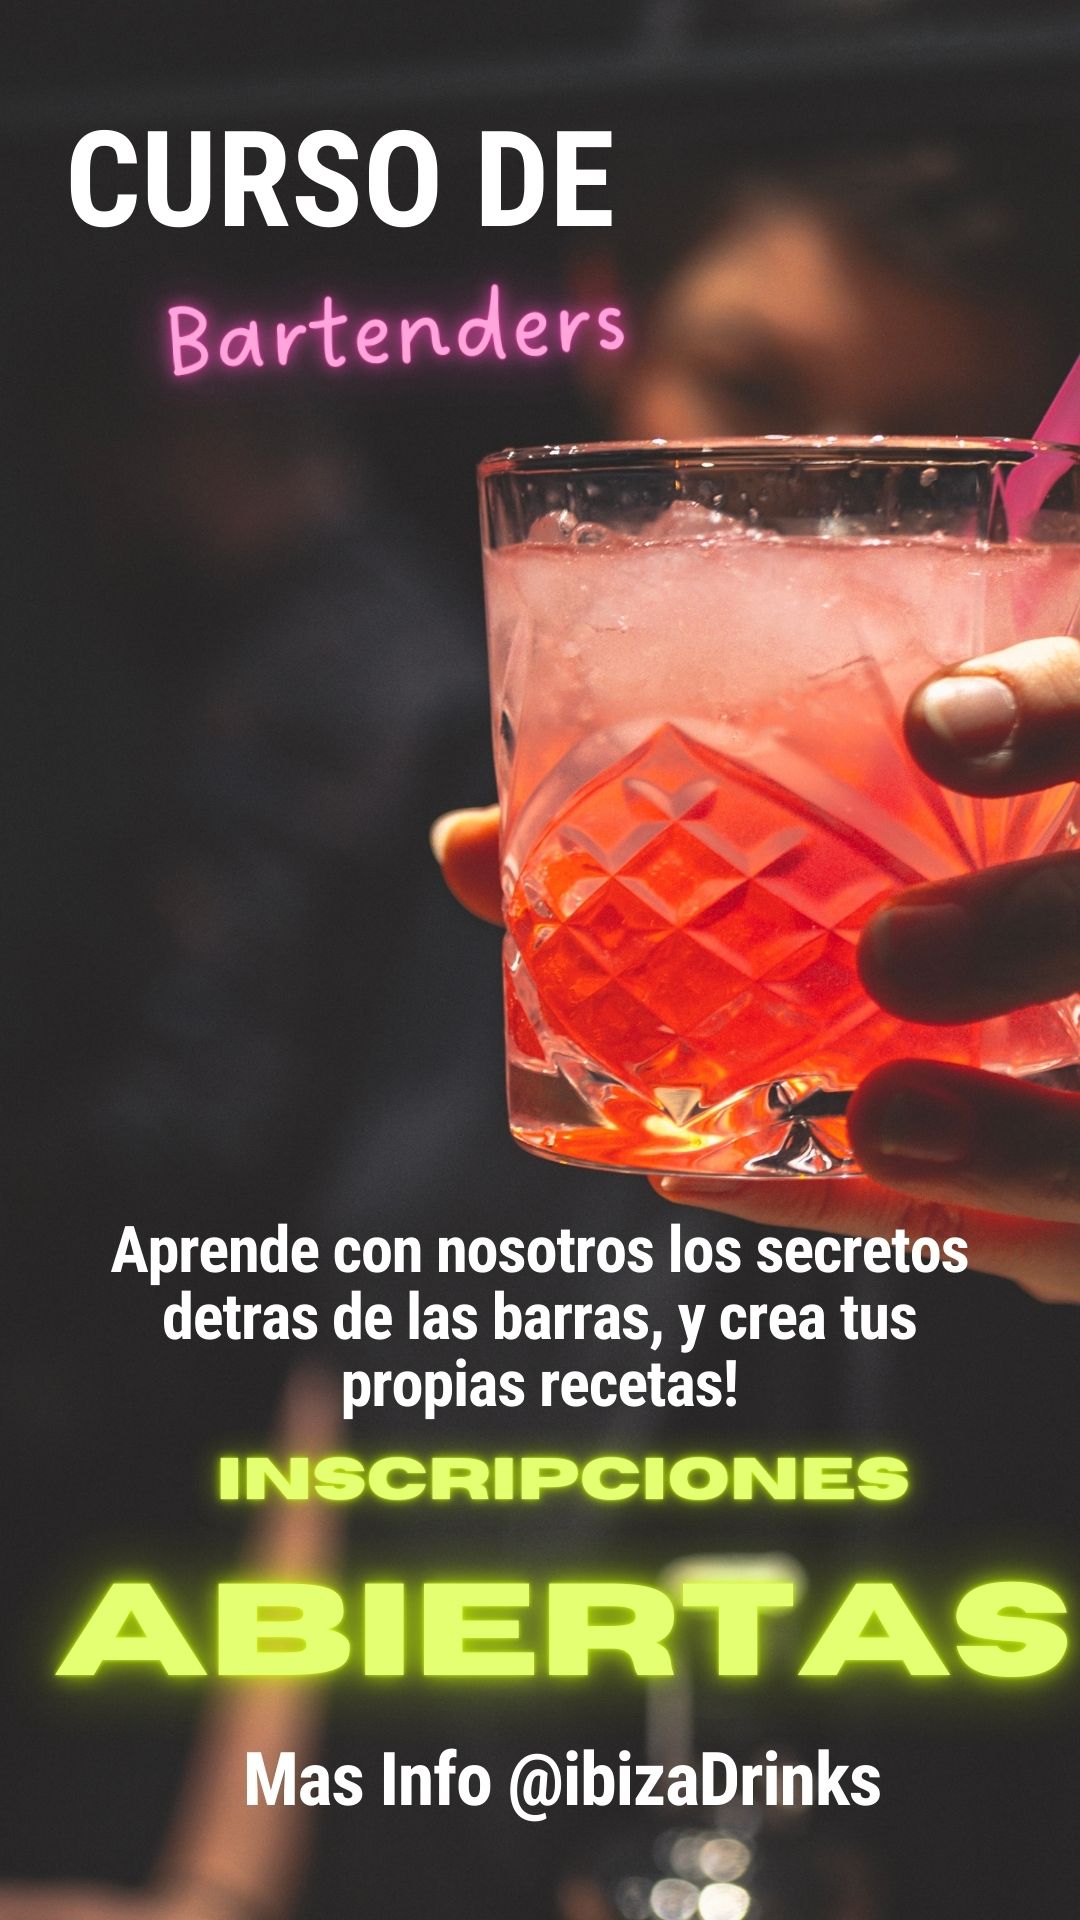 CURSO DE
Bartenders
Aprende con nosotros los secretos
detras de las barras, y crea tus
propias recetas!
INSCRIPCIONES
ABIERTAS
Mas Info @ibizaDrinks